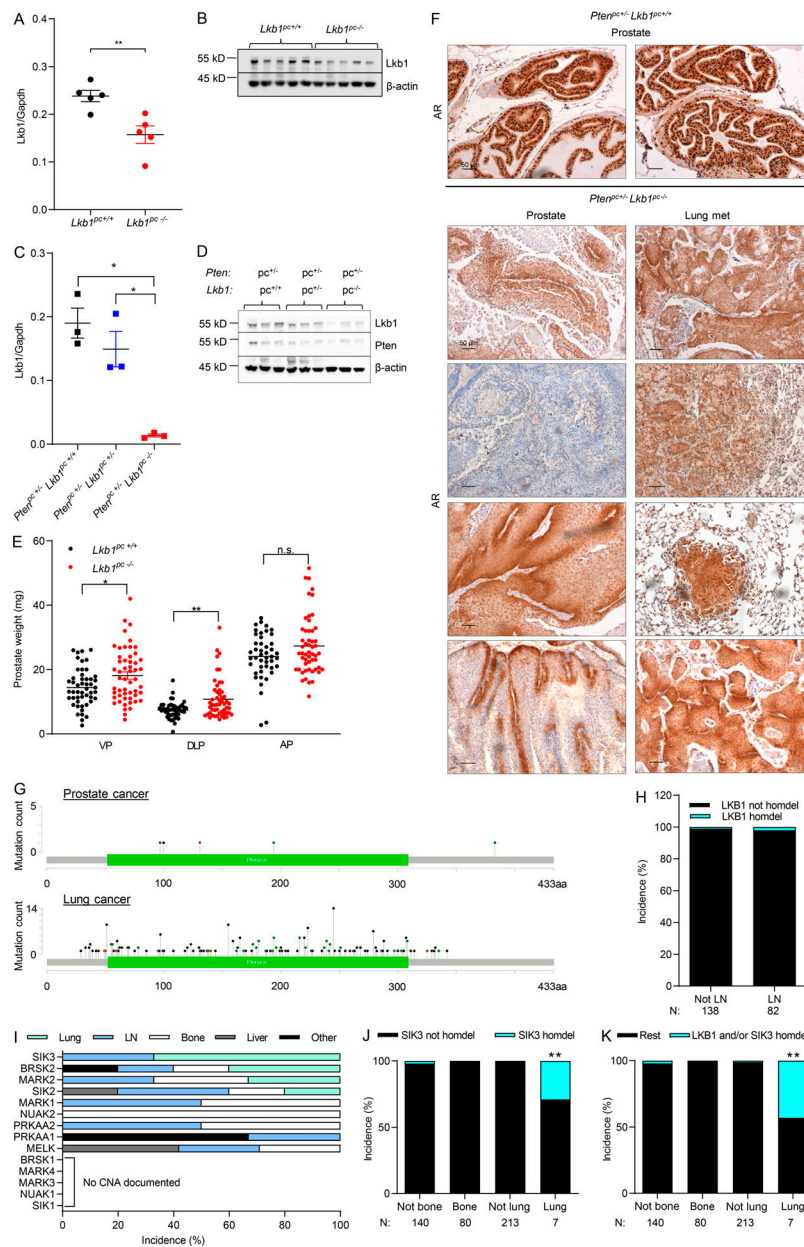 A
**
Lkb1/Gapdh
0.4
0.3
0.2
0.1
0.0
Lkb1pc+/+
Lkb1pc -/-
B
Lkb1pc+/+
Lkb1pc-/-
55 kD
Lkb1
45 kD
β-actin
C
*
*
Lkb1/Gapdh
0.3
0.2
0.1
0.0
Ptenpc +/- Lkb1pc +/+
Ptenpc +/- Lkb1pc +/-
Ptenpc +/- Lkb1pc -/-
D
Pten: pc+/- pc+/- pc+/-
Lkb1: pc+/+ pc+/- pc-/-
55 kD
Lkb1
55 kD
Pten
45 kD
β-actin
E
Lkb1pc +/+
Lkb1pc -/-
*
**
n.s.
Prostate weight (mg)
60
40
20
0
VP
DLP
AP
F
Ptenpc+/- Lkb1pc+/+
Prostate
AR
50 µm
Ptenpc+/- Lkb1pc-/-
Prostate
Lung met
50 µm
AR
G
Prostate cancer
Mutation count
5
0
0 100 200 300 433aa
Lung cancer
Mutation count
14
0
0 100 200 300 433aa
H
LKB1 not homdel
LKB1 homdel
Incidence (%)
120
100
80
60
40
20
0
Not LN LN
N: 138 82
I
Lung LN Bone Liver Other
SIK3
BRSK2
MARK2
SIK2
MARK1
NUAK2
PRKAA2
PRKAA1
MELK
BRSK1
MARK4
MARK3
NUAK1
SIK1
No CNA documented
0 20 40 60 80 100
Incidence (%)
J
SIK3 not homdel
SIK3 homdel
**
Incidence (%)
100
50
0
Not bone Bone Not lung Lung
N: 140 80 213 7
K
Rest
LKB1 and/or SIK3 homdel
**
Incidence (%)
100
50
0
Not bone Bone Not lung Lung
N: 140 80 213 7